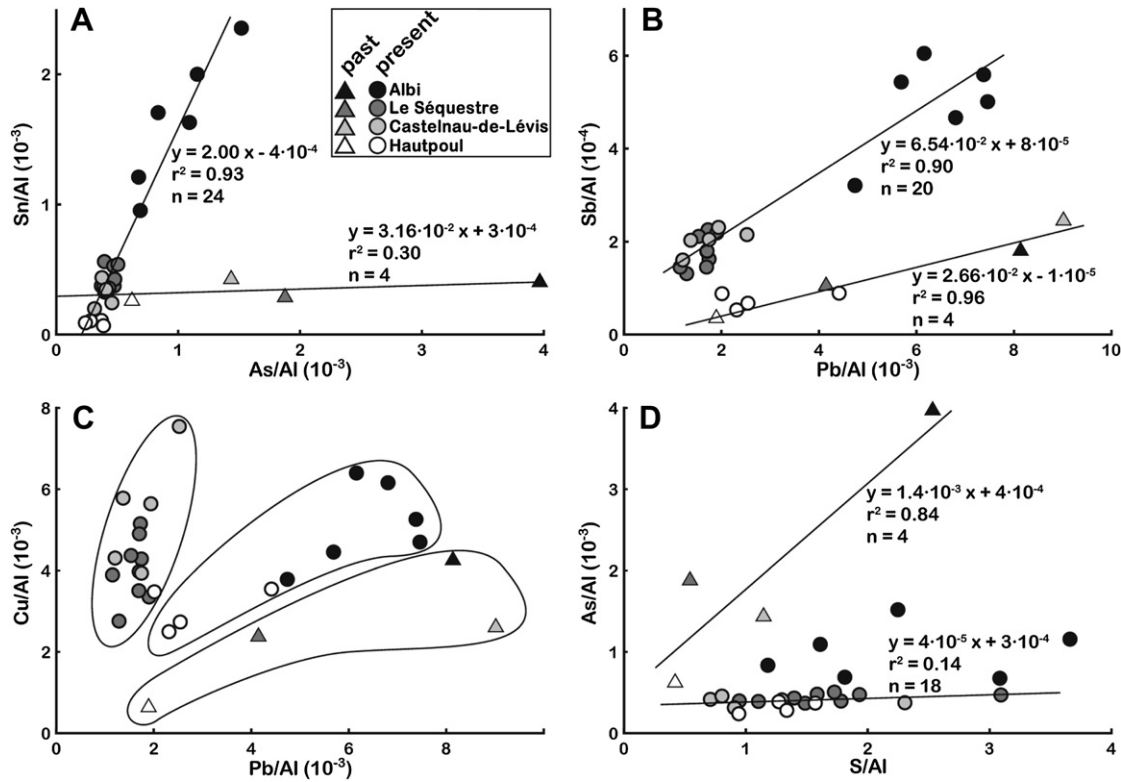 A
past present
Albi
Le Séquestre
Castelnau-de-Lévis
Hautpoul
Sn/Al (10⁻³)
2
1
0
y = 2.00 x - 4·10⁻⁴
r² = 0.93
n = 24
y = 3.16·10⁻² x + 3·10⁻⁴
r² = 0.30
n = 4
0 1 2 3 4
As/Al (10⁻³)
B
Sb/Al (10⁻⁴)
6
4
2
0
y = 6.54·10⁻² x + 8·10⁻⁵
r² = 0.90
n = 20
y = 2.66·10⁻² x - 1·10⁻⁵
r² = 0.96
n = 4
0 2 4 6 8 10
Pb/Al (10⁻³)
C
Cu/Al (10⁻³)
8
6
4
2
0
0 2 4 6 8
Pb/Al (10⁻³)
D
As/Al (10⁻³)
4
3
2
1
0
y = 1.4·10⁻³ x + 4·10⁻⁴
r² = 0.84
n = 4
y = 4·10⁻⁵ x + 3·10⁻⁴
r² = 0.14
n = 18
0 1 2 3 4
S/Al